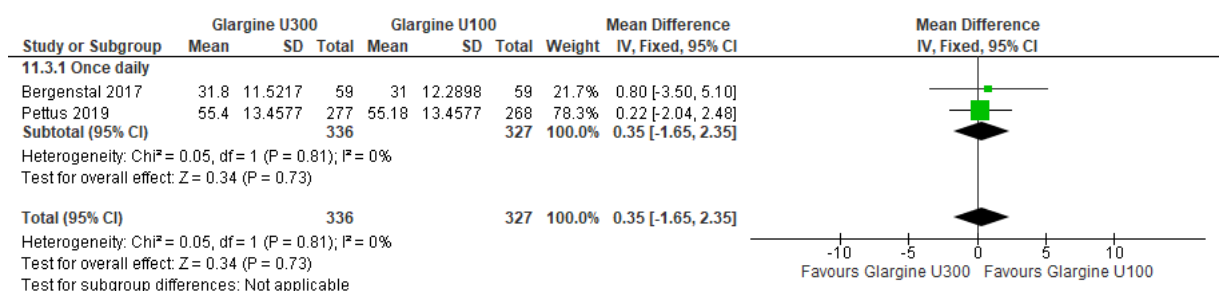 Glargine U300 Glargine U100 Mean Difference Mean Difference
Study or Subgroup Mean SD Total Mean SD Total Weight IV, Fixed, 95% CI IV, Fixed, 95% CI
11.3.1 Once daily
Bergenstal 2017 31.8 11.5217 59 31 12.2898 59 21.7% 0.80 [-3.50, 5.10]
Pettus 2019 55.4 13.4577 277 55.18 13.4577 268 78.3% 0.22 [-2.04, 2.48]
Subtotal (95% CI) 336 327 100.0% 0.35 [-1.65, 2.35]
Heterogeneity: Chi² = 0.05, df = 1 (P = 0.81); I² = 0%
Test for overall effect: Z = 0.34 (P = 0.73)
Total (95% CI) 336 327 100.0% 0.35 [-1.65, 2.35]
Heterogeneity: Chi² = 0.05, df = 1 (P = 0.81); I² = 0%
Test for overall effect: Z = 0.34 (P = 0.73)
Test for subgroup differences: Not applicable
-10 -5 0 5 10
Favours Glargine U300 Favours Glargine U100